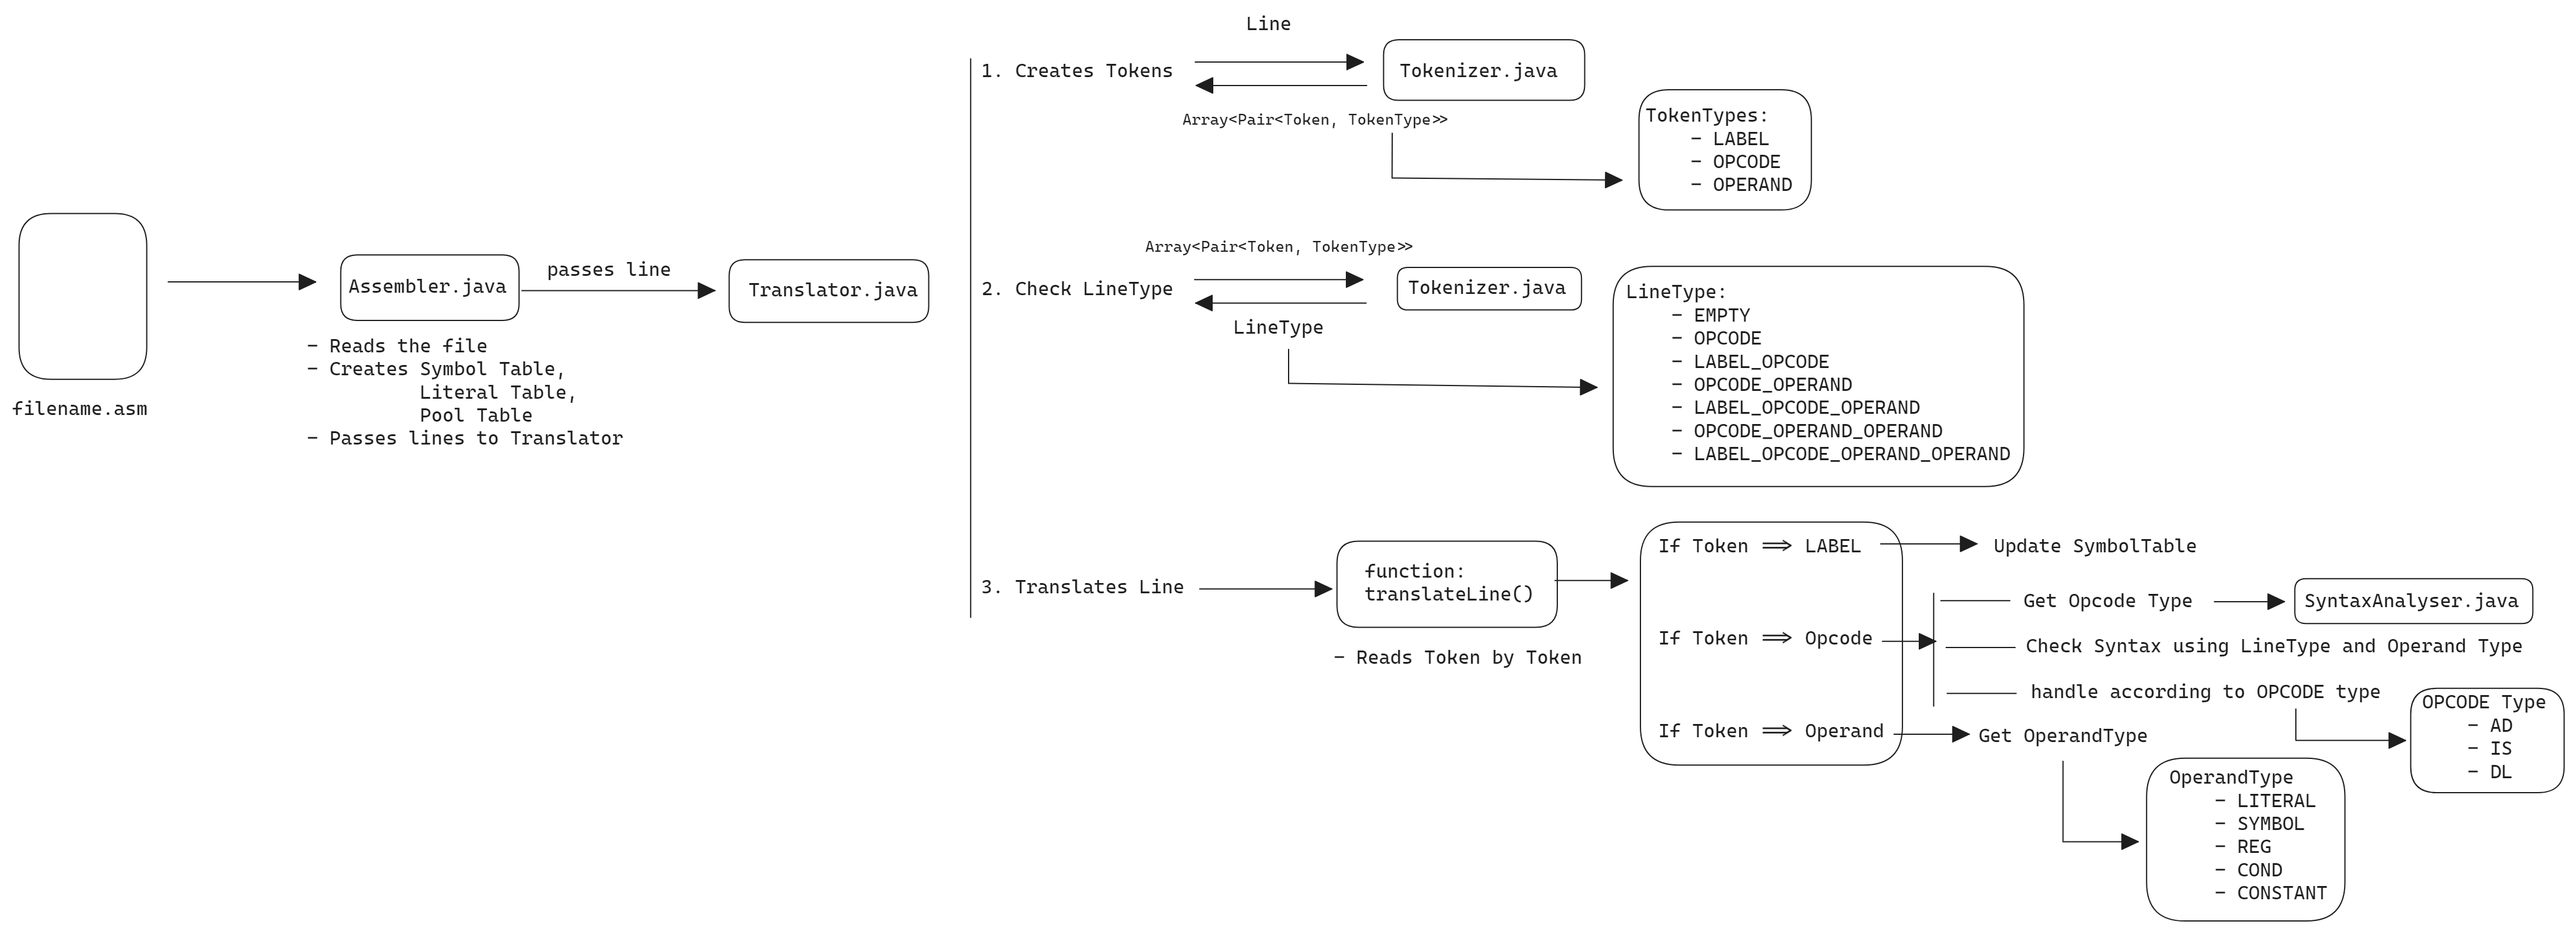 filename.asm
Assembler.java
- Reads the file
- Creates Symbol Table,
Literal Table,
Pool Table
- Passes lines to Translator
passes line
Translator.java
1. Creates Tokens
Line
Array<Pair<Token, TokenType>>
Tokenizer.java
TokenTypes:
- LABEL
- OPCODE
- OPERAND
2. Check LineType
Array<Pair<Token, TokenType>>
LineType
Tokenizer.java
LineType:
- EMPTY
- OPCODE
- LABEL_OPCODE
- OPCODE_OPERAND
- LABEL_OPCODE_OPERAND
- OPCODE_OPERAND_OPERAND
- LABEL_OPCODE_OPERAND_OPERAND
3. Translates Line
function:
translateLine()
- Reads Token by Token
If Token => LABEL
Update SymbolTable
If Token => Opcode
Get Opcode Type
SyntaxAnalyser.java
Check Syntax using LineType and Operand Type
handle according to OPCODE type
OPCODE Type
- AD
- IS
- DL
If Token => Operand
Get OperandType
OperandType
- LITERAL
- SYMBOL
- REG
- COND
- CONSTANT